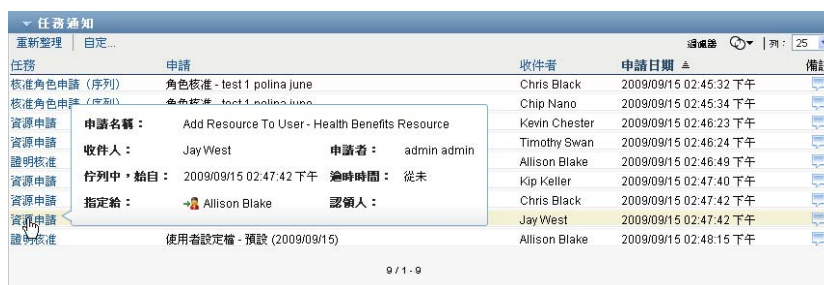 任務通知
重新整理 自定...
過濾器 列: 25
任務 申請 收件者 申請日期 備註
核准角色申請 (序列) 角色核准 - test 1 polina june Chris Black 2009/09/15 02:45:32 下午
核准角色申請 (序列) 角色核准 - test 1 polina june Chip Nano 2009/09/15 02:45:34 下午
資源申請 Kevin Chester 2009/09/15 02:46:23 下午
資源申請 Timothy Swan 2009/09/15 02:46:24 下午
證明核准 Allison Blake 2009/09/15 02:46:49 下午
資源申請 Kip Keller 2009/09/15 02:47:40 下午
資源申請 Chris Black 2009/09/15 02:47:42 下午
資源申請 Jay West 2009/09/15 02:47:42 下午
證明核准 使用者設定檔 - 預設 (2009/09/15) Allison Blake 2009/09/15 02:48:15 下午
申請名稱: Add Resource To User - Health Benefits Resource
收件人: Jay West 申請者: admin admin
佇列中,始自: 2009/09/15 02:47:42 下午 逾時時間: 從未
指定給: Allison Blake 認領人:
9 / 1 - 9